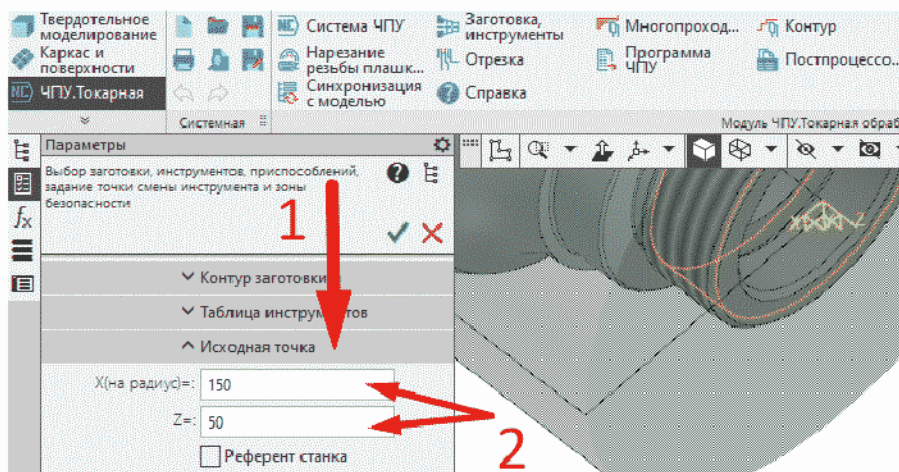 Твердотельное
моделирование
Каркас и
поверхности
ЧПУ.Токарная
Системная
Система ЧПУ
Нарезание
резьбы плашк...
Синхронизация
с моделью
Заготовка,
инструменты
Отрезка
Справка
Многопроход...
Программа
ЧПУ
Контур
Постпроцессо...
Модуль ЧПУ.Токарная обраб
Параметры
Выбор заготовки, инструментов, приспособлений,
задание точки смены инструмента и зоны
безопасности
1
Контур заготовки
Таблица инструментов
Исходная точка
X(на радиус)=: 150
Z=: 50
2
Референт станка